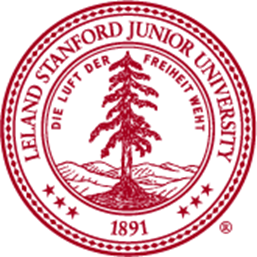 LELAND STANFORD JUNIOR UNIVERSITY
DIE LUFT DER FREIHEIT WEHT
1891
®